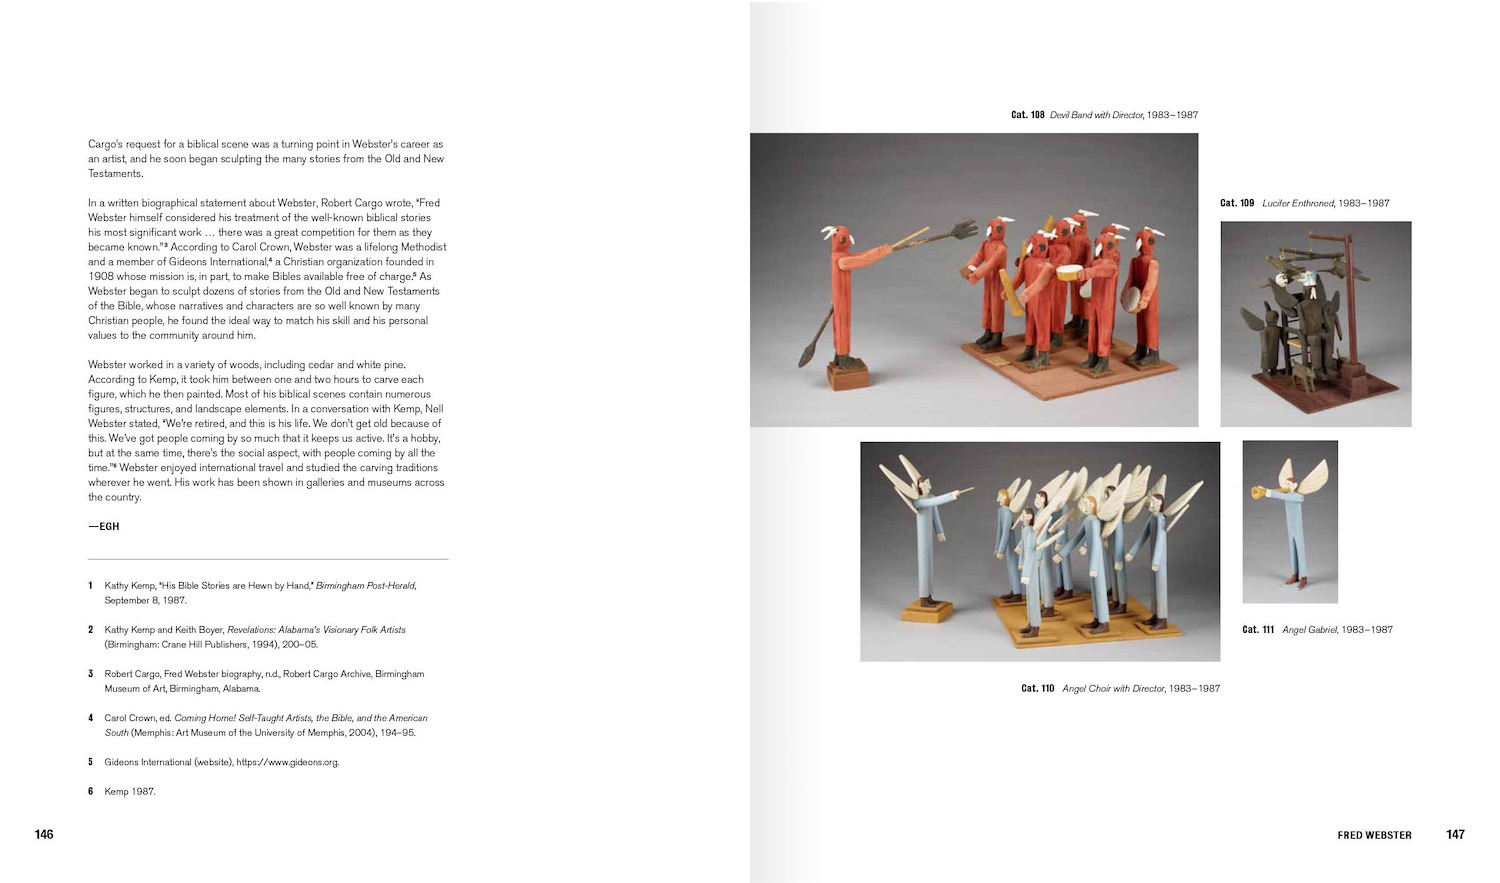 Cargo's request for a biblical scene was a turning point in Webster's career as
an artist, and he soon began sculpting the many stories from the Old and New
Testaments.
In a written biographical statement about Webster, Robert Cargo wrote, "Fred
Webster himself considered his treatment of the well-known biblical stories
his most significant work … there was a great competition for them as they
became known."³ According to Carol Crown, Webster was a lifelong Methodist
and a member of Gideons International,⁴ a Christian organization founded in
1908 whose mission is, in part, to make Bibles available free of charge.⁵ As
Webster began to sculpt dozens of stories from the Old and New Testaments
of the Bible, whose narratives and characters are so well known by many
Christian people, he found the ideal way to match his skill and his personal
values to the community around him.
Webster worked in a variety of woods, including cedar and white pine.
According to Kemp, it took him between one and two hours to carve each
figure, which he then painted. Most of his biblical scenes contain numerous
figures, structures, and landscape elements. In a conversation with Kemp, Nell
Webster stated, "We're retired, and this is his life. We don't get old because of
this. We've got people coming by so much that it keeps us active. It's a hobby,
but at the same time, there's the social aspect, with people coming by all the
time."⁶ Webster enjoyed international travel and studied the carving traditions
wherever he went. His work has been shown in galleries and museums across
the country.
—EGH
1 Kathy Kemp, "His Bible Stories are Hewn by Hand," Birmingham Post-Herald,
September 8, 1987.
2 Kathy Kemp and Keith Boyer, Revelations: Alabama's Visionary Folk Artists
(Birmingham: Crane Hill Publishers, 1994), 200–05.
3 Robert Cargo, Fred Webster biography, n.d., Robert Cargo Archive, Birmingham
Museum of Art, Birmingham, Alabama.
4 Carol Crown, ed. Coming Home! Self-Taught Artists, the Bible, and the American
South (Memphis: Art Museum of the University of Memphis, 2004), 194–95.
5 Gideons International (website), https://www.gideons.org.
6 Kemp 1987.
146
Cat. 108 Devil Band with Director, 1983–1987
Cat. 109 Lucifer Enthroned, 1983–1987
Cat. 111 Angel Gabriel, 1983–1987
Cat. 110 Angel Choir with Director, 1983–1987
FRED WEBSTER 147